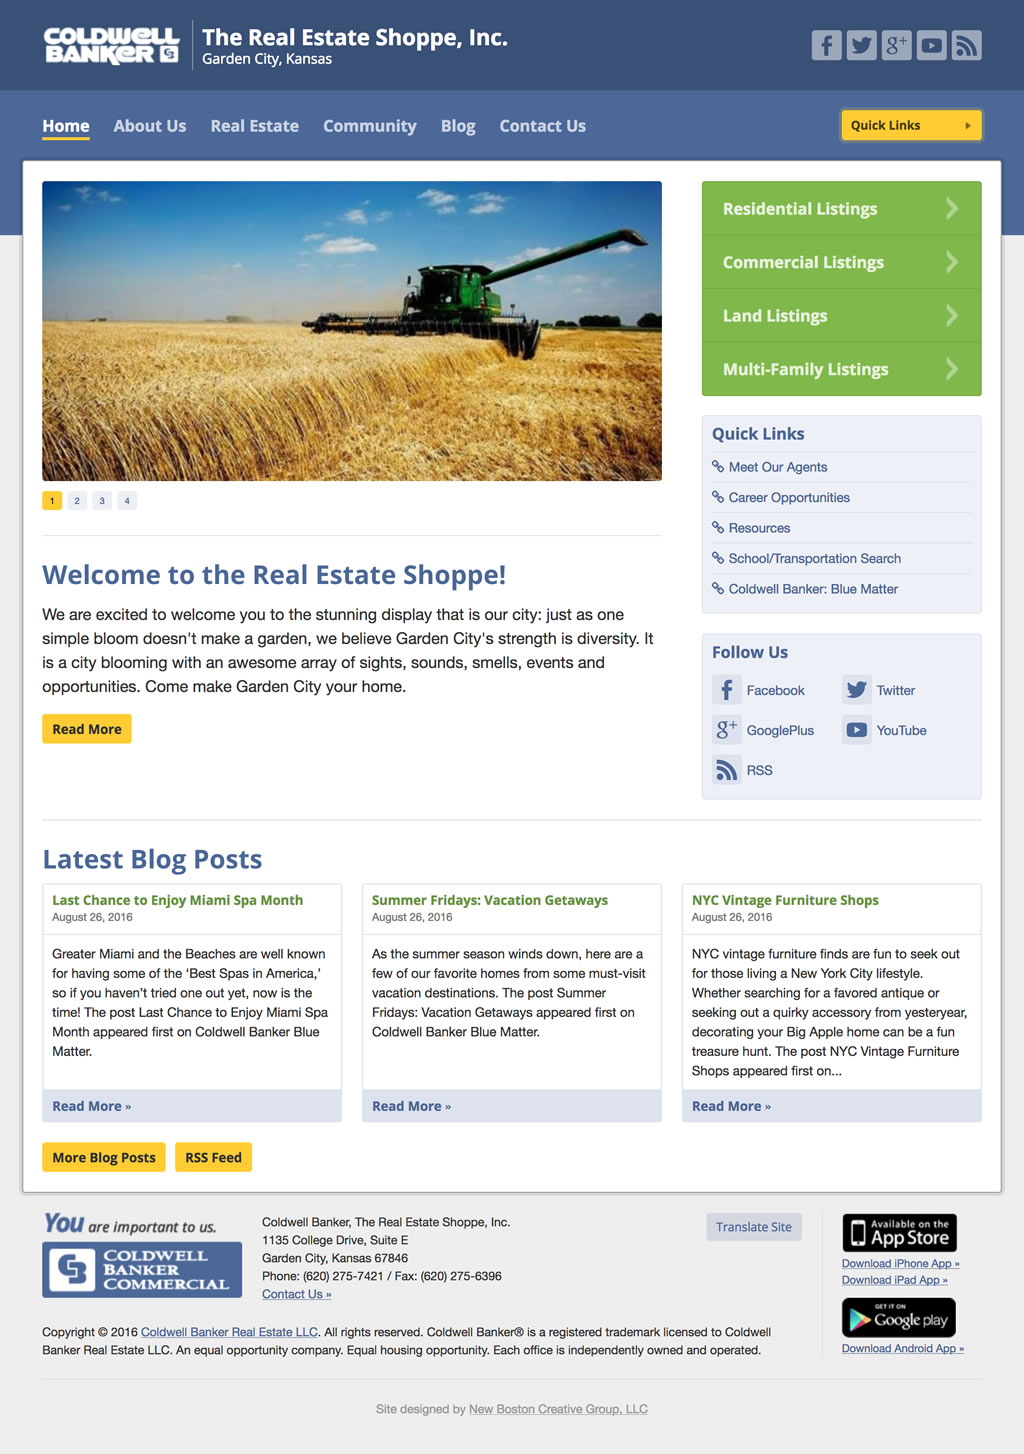 COLDWELL
BANKER CB
The Real Estate Shoppe, Inc.
Garden City, Kansas
Home About Us Real Estate Community Blog Contact Us
Quick Links
Residential Listings
Commercial Listings
Land Listings
Multi-Family Listings
1 2 3 4
Quick Links
Meet Our Agents
Career Opportunities
Resources
School/Transportation Search
Coldwell Banker: Blue Matter
Welcome to the Real Estate Shoppe!
We are excited to welcome you to the stunning display that is our city: just as one
simple bloom doesn't make a garden, we believe Garden City's strength is diversity. It
is a city blooming with an awesome array of sights, sounds, smells, events and
opportunities. Come make Garden City your home.
Read More
Follow Us
Facebook Twitter
GooglePlus YouTube
RSS
Latest Blog Posts
Last Chance to Enjoy Miami Spa Month
August 26, 2016
Greater Miami and the Beaches are well known
for having some of the ‘Best Spas in America,’
so if you haven’t tried one out yet, now is the
time! The post Last Chance to Enjoy Miami Spa
Month appeared first on Coldwell Banker Blue
Matter.
Read More »
Summer Fridays: Vacation Getaways
August 26, 2016
As the summer season winds down, here are a
few of our favorite homes from some must-visit
vacation destinations. The post Summer
Fridays: Vacation Getaways appeared first on
Coldwell Banker Blue Matter.
Read More »
NYC Vintage Furniture Shops
August 26, 2016
NYC vintage furniture finds are fun to seek out
for those living a New York City lifestyle.
Whether searching for a favored antique or
seeking out a quirky accessory from yesteryear,
decorating your Big Apple home can be a fun
treasure hunt. The post NYC Vintage Furniture
Shops appeared first on...
Read More »
More Blog Posts RSS Feed
You are important to us.
CB COLDWELL
BANKER
COMMERCIAL
Coldwell Banker, The Real Estate Shoppe, Inc.
1135 College Drive, Suite E
Garden City, Kansas 67846
Phone: (620) 275-7421 / Fax: (620) 275-6396
Contact Us »
Translate Site
Available on the
App Store
Download iPhone App »
Download iPad App »
GET IT ON
Google play
Download Android App »
Copyright © 2016 Coldwell Banker Real Estate LLC. All rights reserved. Coldwell Banker® is a registered trademark licensed to Coldwell
Banker Real Estate LLC. An equal opportunity company. Equal housing opportunity. Each office is independently owned and operated.
Site designed by New Boston Creative Group, LLC